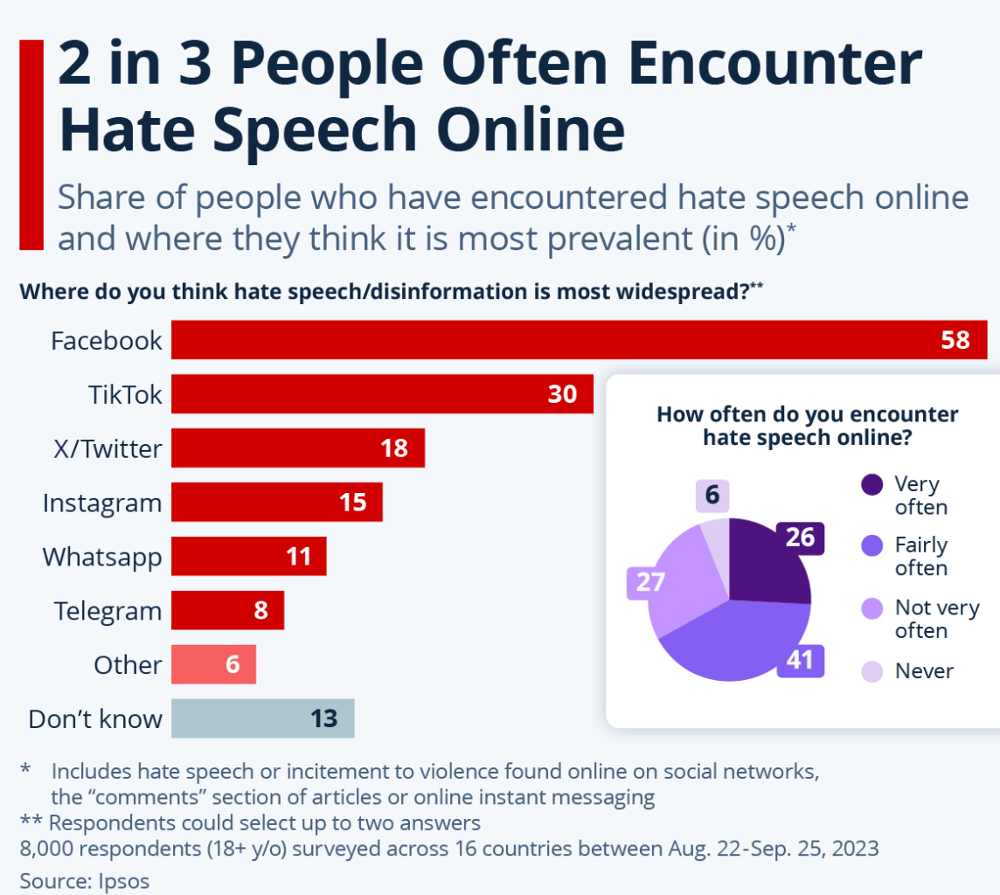 2 in 3 People Often Encounter
Hate Speech Online
Share of people who have encountered hate speech online
and where they think it is most prevalent (in %)*
Where do you think hate speech/disinformation is most widespread?**
Facebook 58
TikTok 30
X/Twitter 18
Instagram 15
Whatsapp 11
Telegram 8
Other 6
Don't know 13
How often do you encounter
hate speech online?
6
26
27
41
Very
often
Fairly
often
Not very
often
Never
* Includes hate speech or incitement to violence found online on social networks,
the “comments” section of articles or online instant messaging
** Respondents could select up to two answers
8,000 respondents (18+ y/o) surveyed across 16 countries between Aug. 22-Sep. 25, 2023
Source: Ipsos